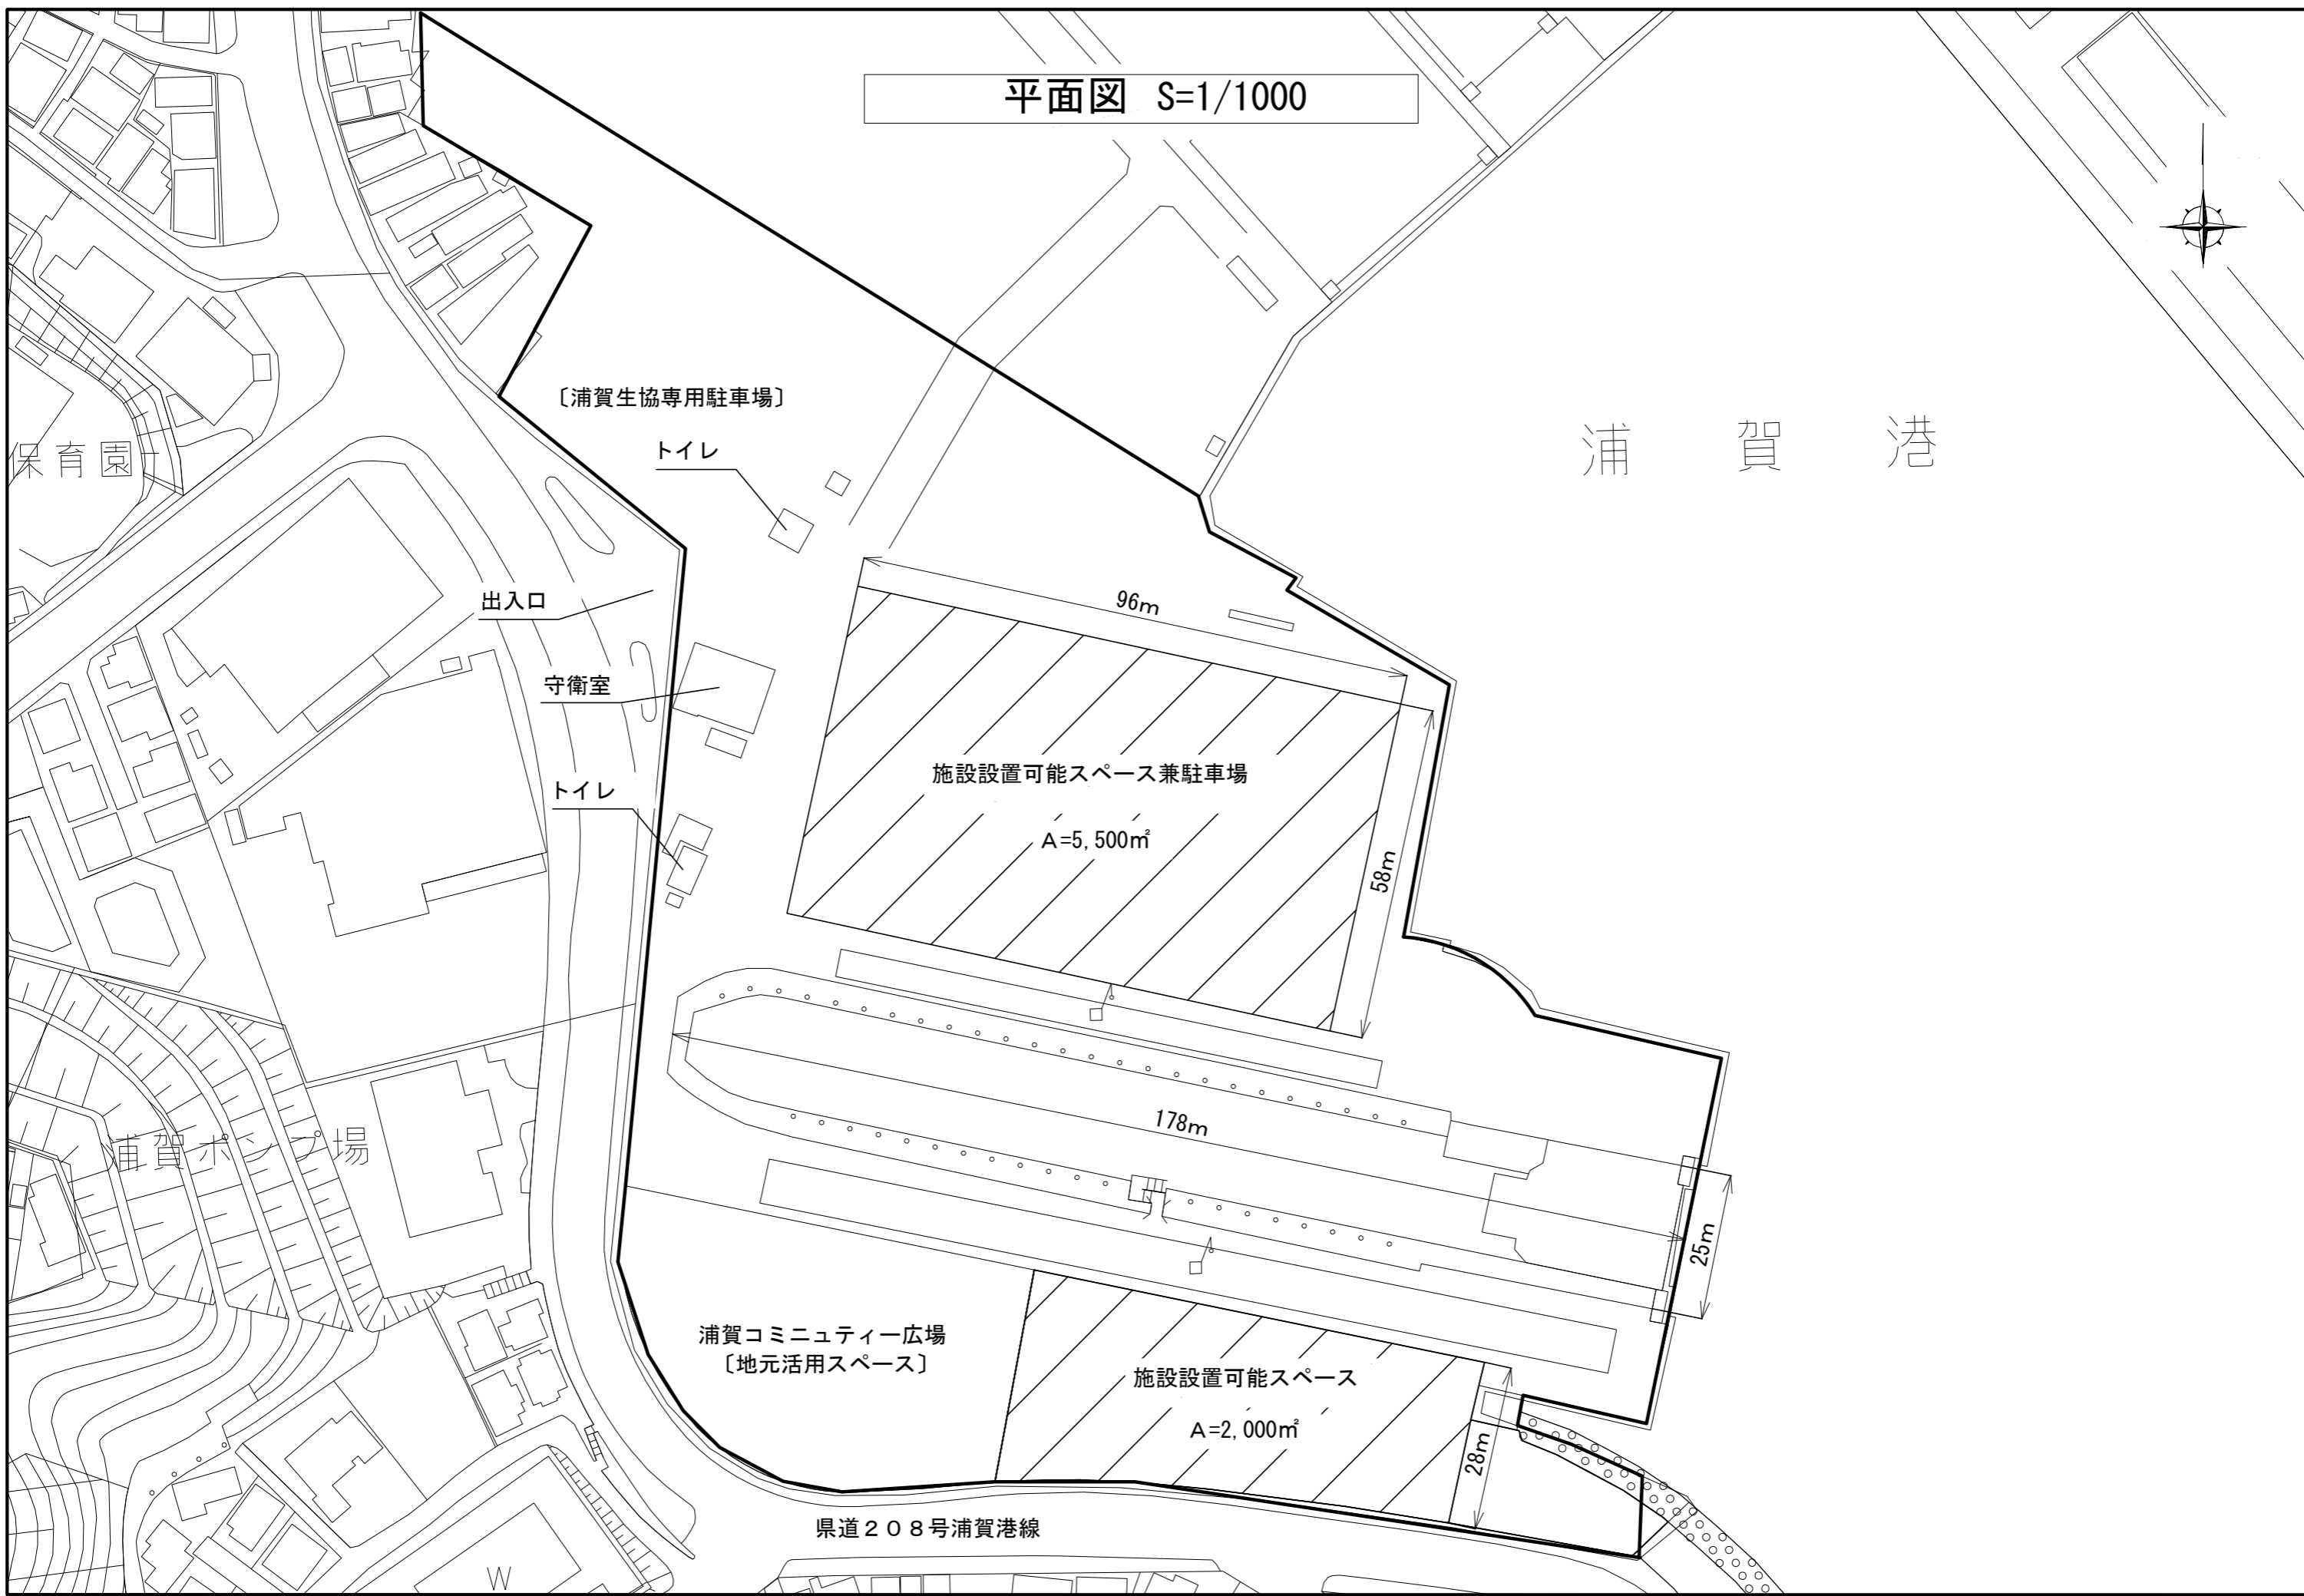 平面図 S=1/1000
〔浦賀生協専用駐車場〕
トイレ
浦賀港
保育園
出入口
96m
守衛室
施設設置可能スペース兼駐車場
トイレ
A=5,500㎡
58m
178m
浦賀ポンプ場
25m
浦賀コミニュティー広場
〔地元活用スペース〕
施設設置可能スペース
A=2,000㎡
28m
県道208号浦賀港線
W